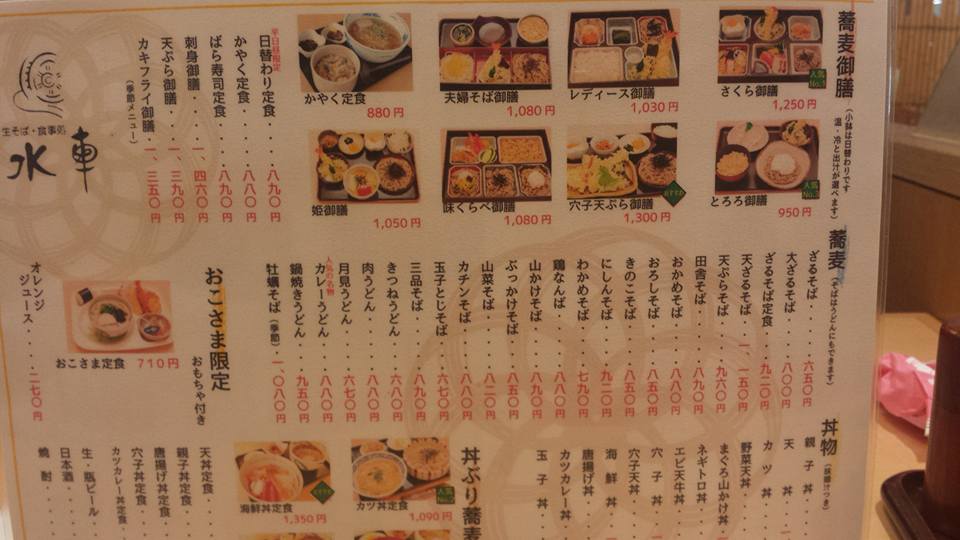 蕎麦御膳
(小鉢は日替わりです
温・冷と出汁が選べます)
さくら御膳
1,250円
レディース御膳
1,030円
夫婦そば御膳
1,080円
かやく定食
880円
とろろ御膳
950円
穴子天ぷら御膳
1,300円
味くらべ御膳
1,080円
姫御膳
1,050円
平日限定
日替わり定食・・・八九〇円
かやく定食・・・八八〇円
ばら寿司定食・・・八九〇円
刺身御膳・・・一、四六〇円
天ぷら御膳・・・一、三九〇円
カキフライ御膳・・・一、三五〇円
(季節メニュー)
生そば・食事処
水車
蕎麦(そばはうどんにもできます)
ざるそば・・・六五〇円
大ざるそば・・・八〇〇円
ざるそば定食・・・九二〇円
天ざるそば・・・一、一五〇円
天ぷらそば・・・九六〇円
田舎そば・・・八九〇円
おかめそば・・・八八〇円
おろしそば・・・八五〇円
きのこそば・・・八五〇円
にしんそば・・・九二〇円
わかめそば・・・七九〇円
鶏なんば・・・八八〇円
山かけそば・・・八八〇円
ぶっかけそば・・・八五〇円
山菜そば・・・八二〇円
カチンそば・・・八八〇円
玉子とじそば・・・六七〇円
三品そば・・・八八〇円
きつねうどん・・・六八〇円
肉うどん・・・八八〇円
月見うどん・・・六七〇円
人気の名物
カレーうどん・・・八八〇円
鍋焼きうどん・・・九五〇円
牡蠣そば(季節)・・・一、〇八〇円
おこさま限定
おもちゃ付き
おこさま定食 710円
オレンジジュース・・・二七〇円
丼物
親子丼
天丼
カツ丼
野菜天丼
まぐろ山かけ丼
ネギトロ丼
エビ天丼
穴子丼
穴子天丼
海鮮丼
唐揚げ丼
カツカレー丼
玉子丼
丼ぶり蕎麦
カツ丼定食
1,090円
海鮮丼定食
1,350円
天丼定食
親子丼定食
唐揚げ丼定食
穴子丼定食
カツカレー丼定食
生・瓶ビール
日本酒
焼酎